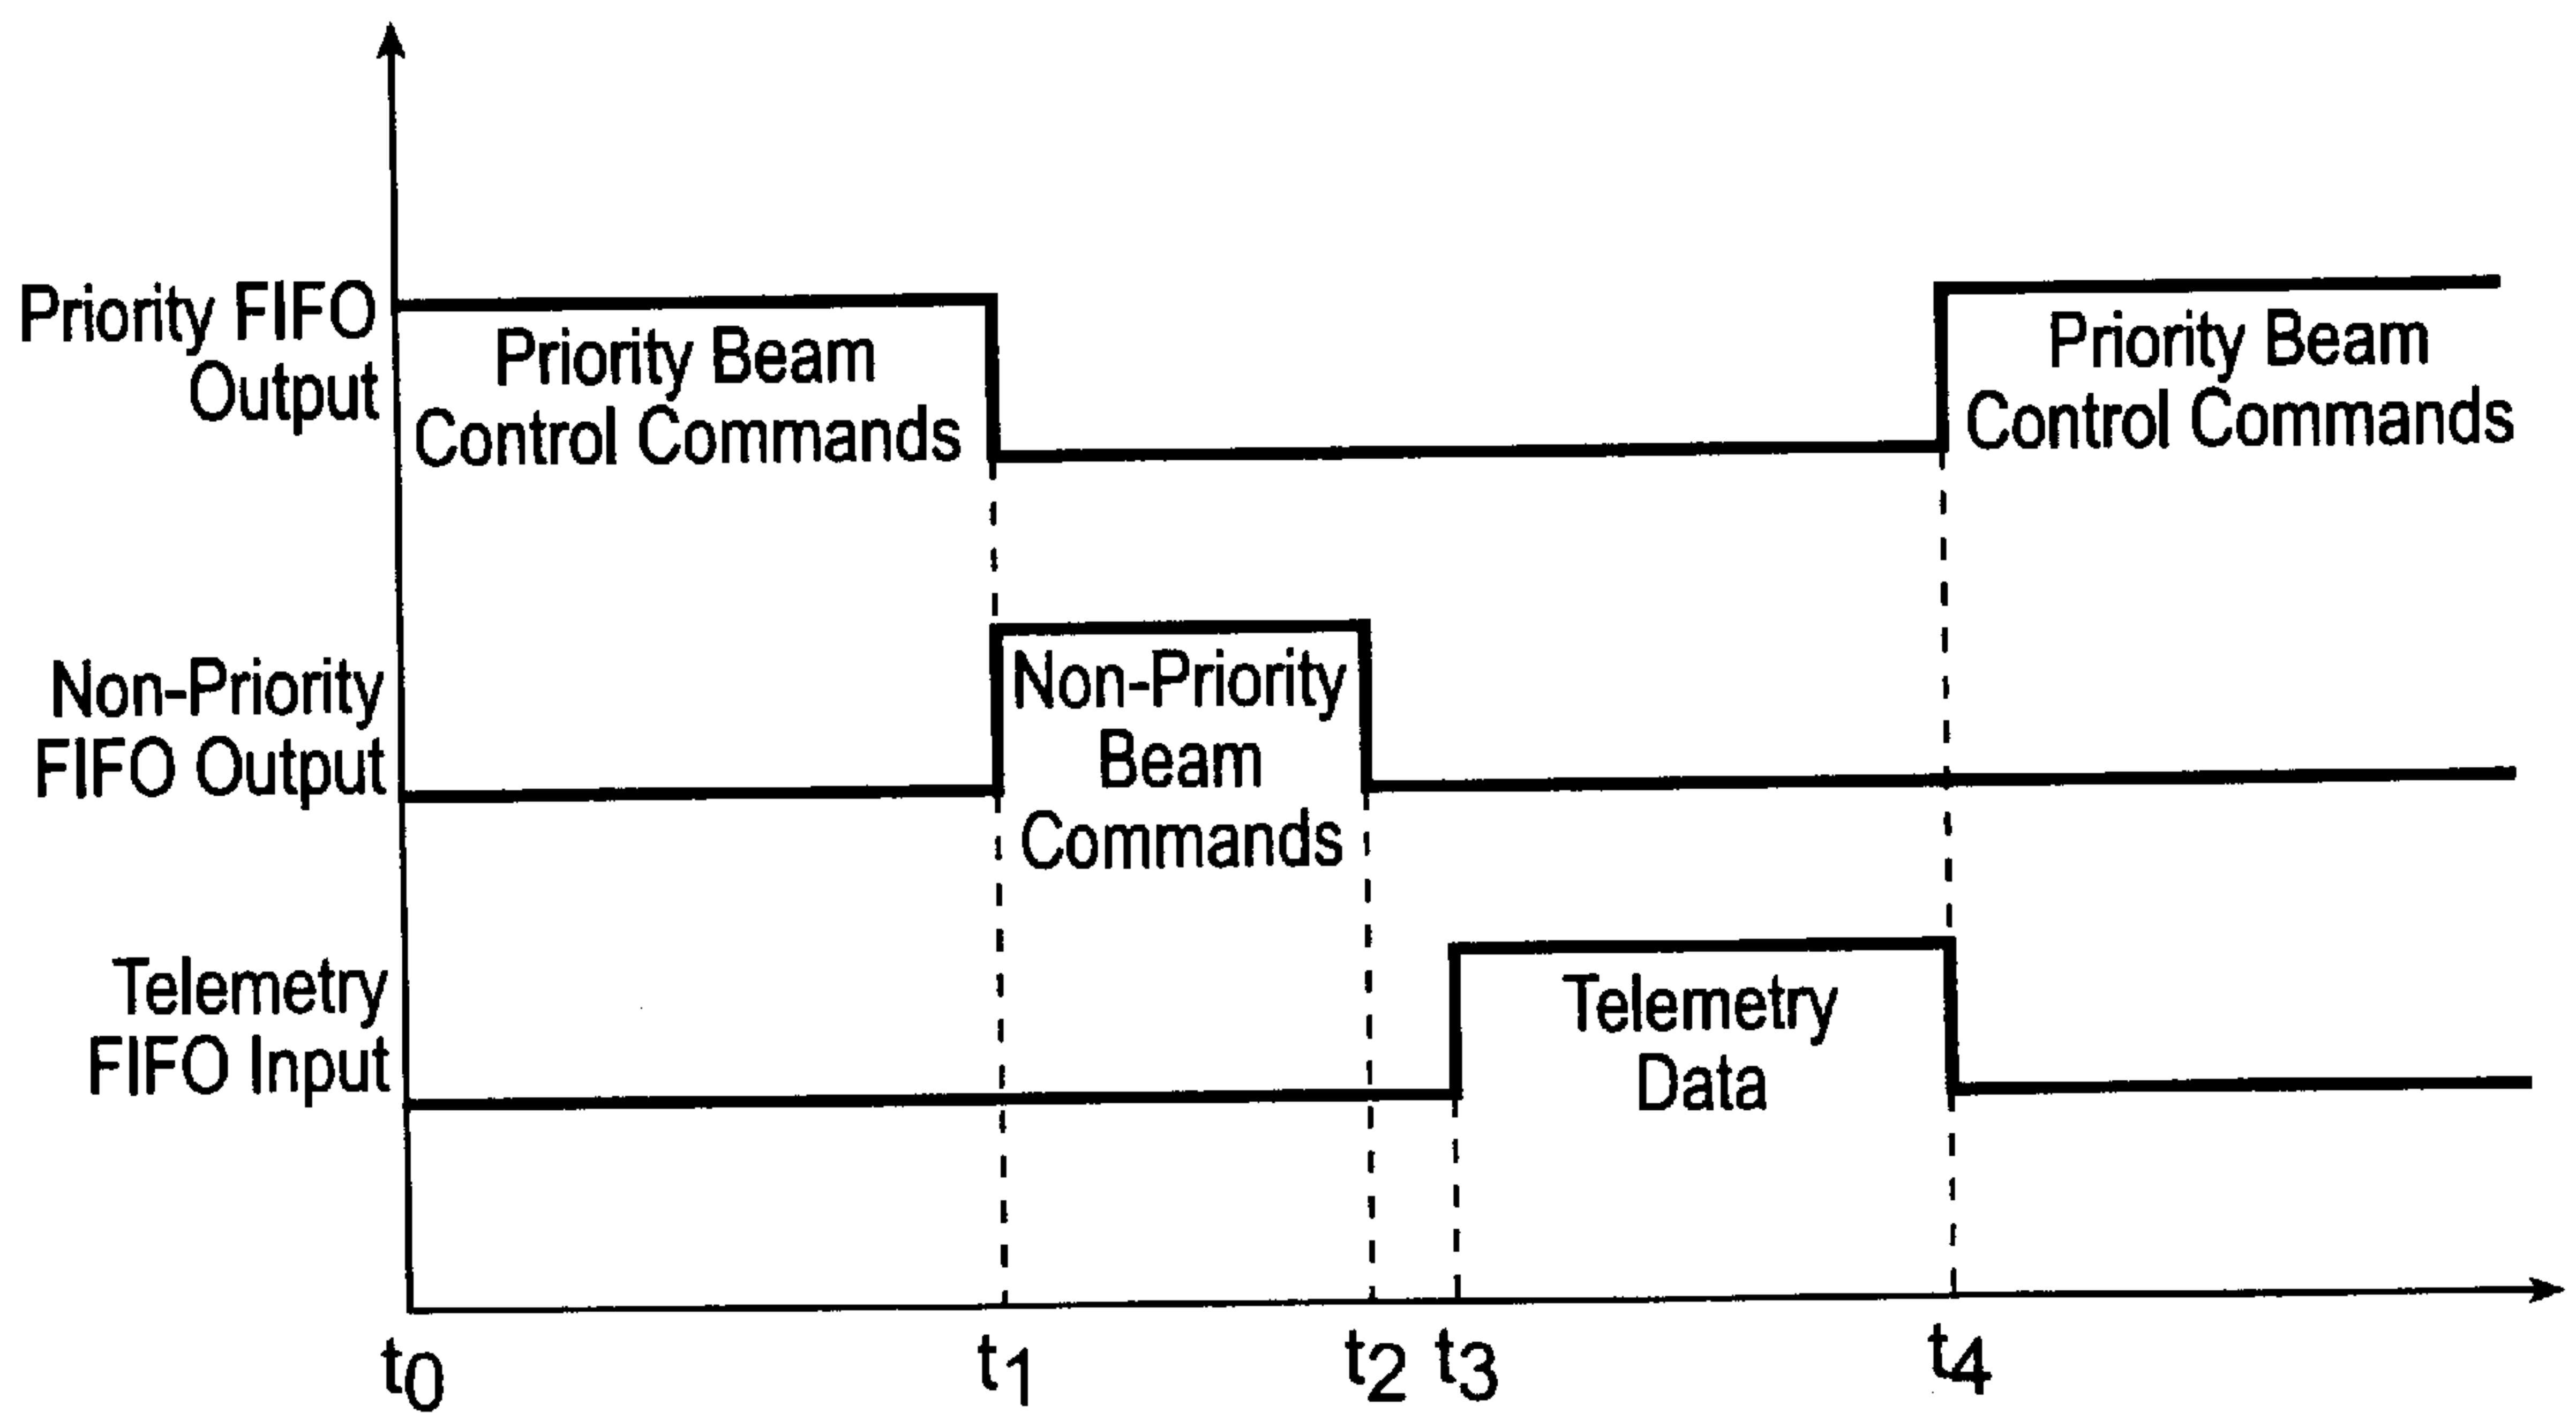 Priority FIFO
Output
Priority Beam
Control Commands
Priority Beam
Control Commands
Non-Priority
FIFO Output
Non-Priority
Beam
Commands
Telemetry
FIFO Input
Telemetry
Data
t0
t1
t2
t3
t4